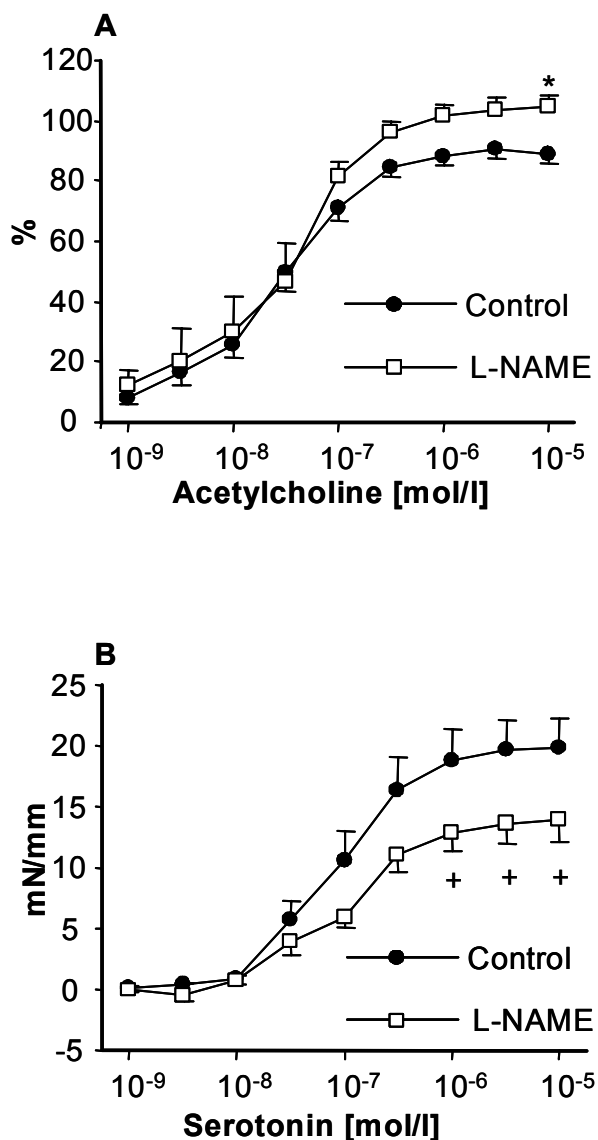 A
120
100
80
60
40
20
0
%
*
Control
L-NAME
10-9 10-8 10-7 10-6 10-5
Acetylcholine [mol/l]
B
25
20
15
10
5
0
-5
mN/mm
+ + +
Control
L-NAME
10-9 10-8 10-7 10-6 10-5
Serotonin [mol/l]